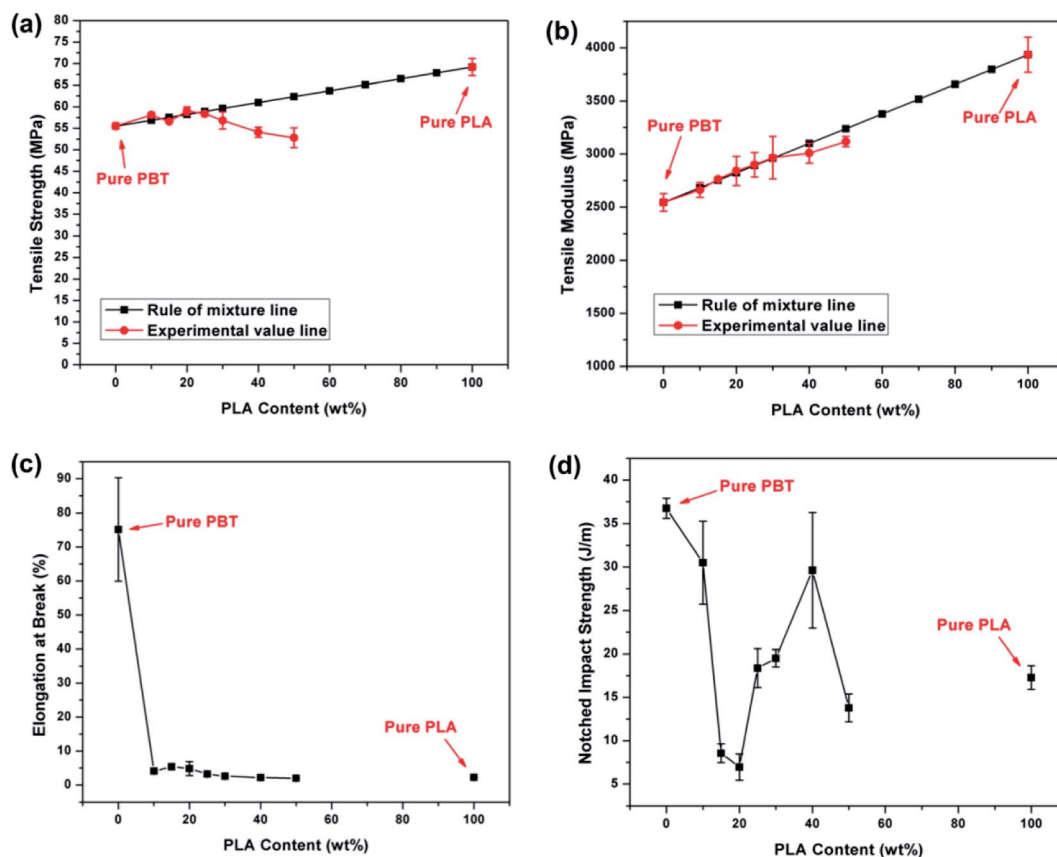 (a)
80
75
70
65
60
55
50
45
40
35
30
25
20
15
10
5
0
Tensile Strength (MPa)
Pure PBT
Pure PLA
Rule of mixture line
Experimental value line
0 20 40 60 80 100
PLA Content (wt%)
(b)
4000
3500
3000
2500
2000
1500
1000
Tensile Modulus (MPa)
Pure PBT
Pure PLA
Rule of mixture line
Experimental value line
0 20 40 60 80 100
PLA Content (wt%)
(c)
90
80
70
60
50
40
30
20
10
0
Elongation at Break (%)
Pure PBT
Pure PLA
0 20 40 60 80 100
PLA Content (wt%)
(d)
40
35
30
25
20
15
10
5
Notched Impact Strength (J/m)
Pure PBT
Pure PLA
0 20 40 60 80 100
PLA Content (wt%)